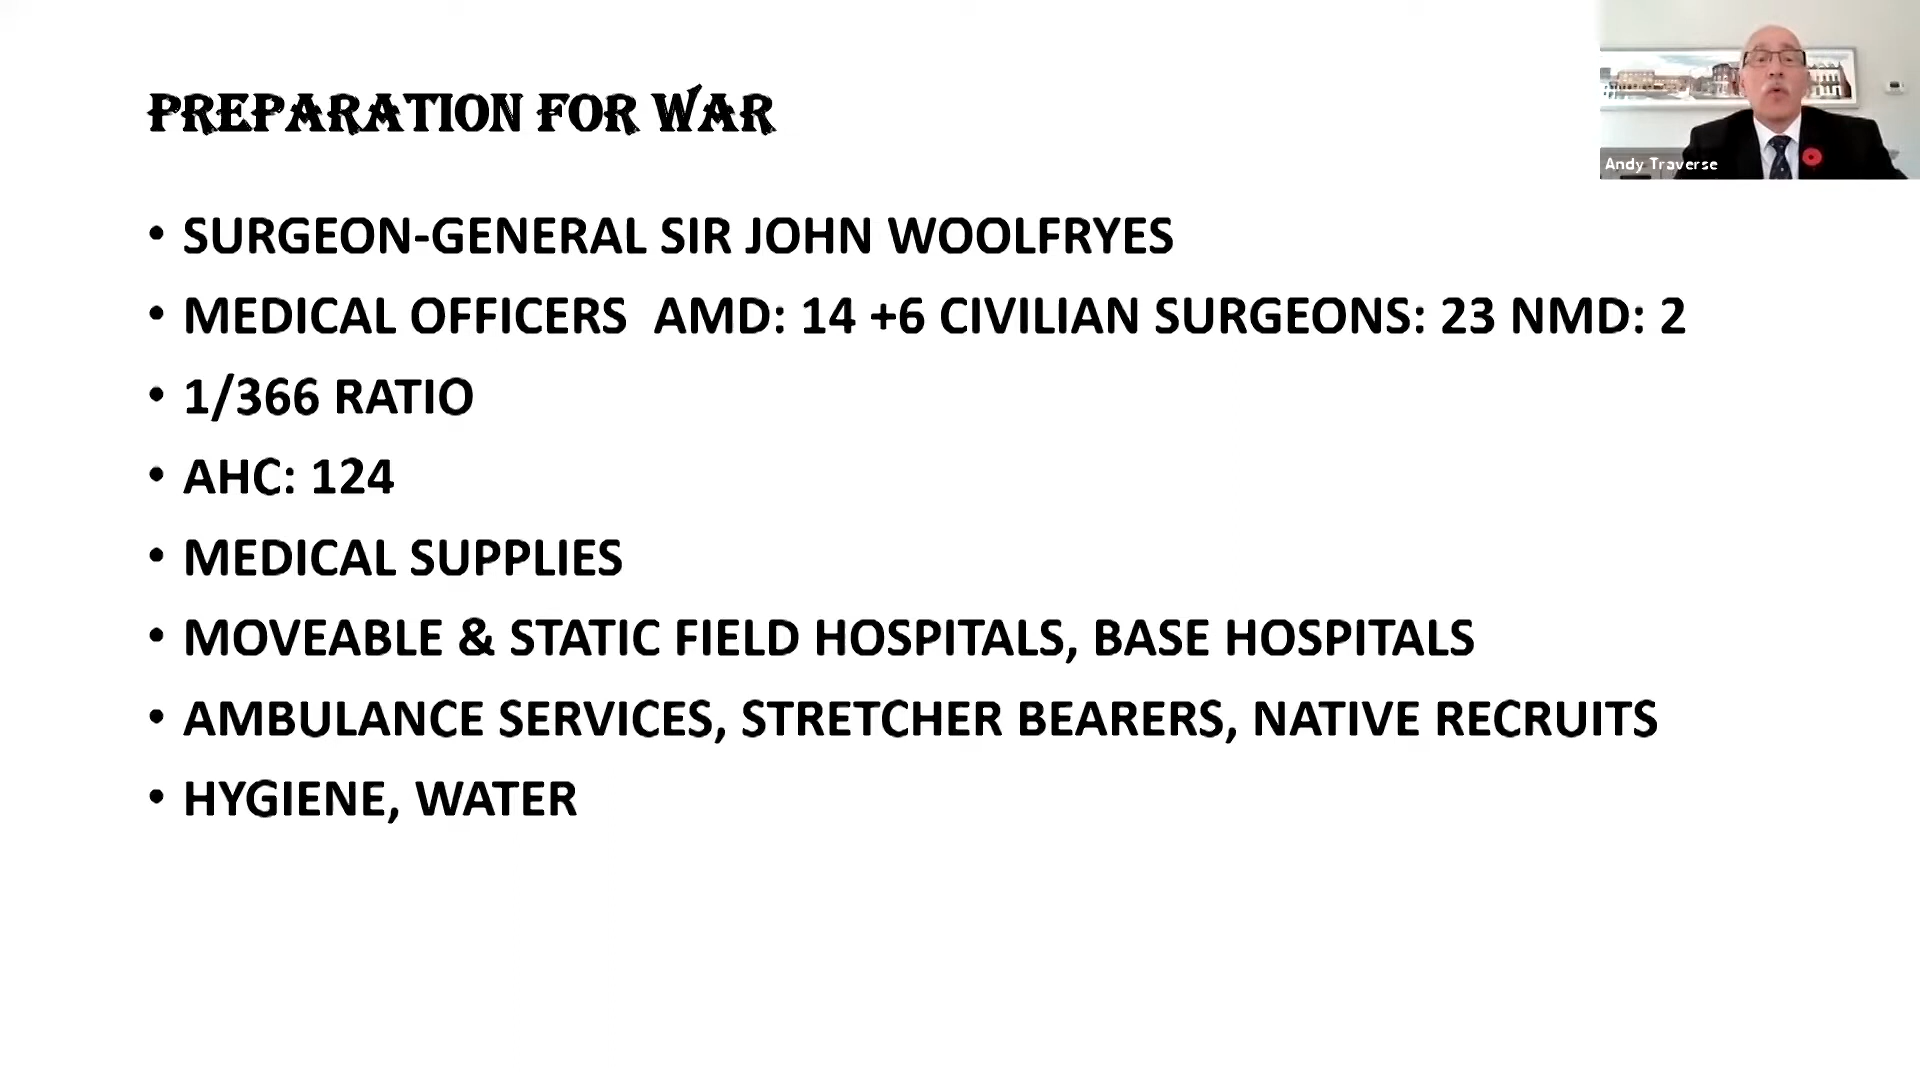 PREPARATION FOR WAR
Andy Traverse
• SURGEON-GENERAL SIR JOHN WOOLFRYES
• MEDICAL OFFICERS  AMD: 14 +6 CIVILIAN SURGEONS: 23 NMD: 2
• 1/366 RATIO
• AHC: 124
• MEDICAL SUPPLIES
• MOVEABLE & STATIC FIELD HOSPITALS, BASE HOSPITALS
• AMBULANCE SERVICES, STRETCHER BEARERS, NATIVE RECRUITS
• HYGIENE, WATER